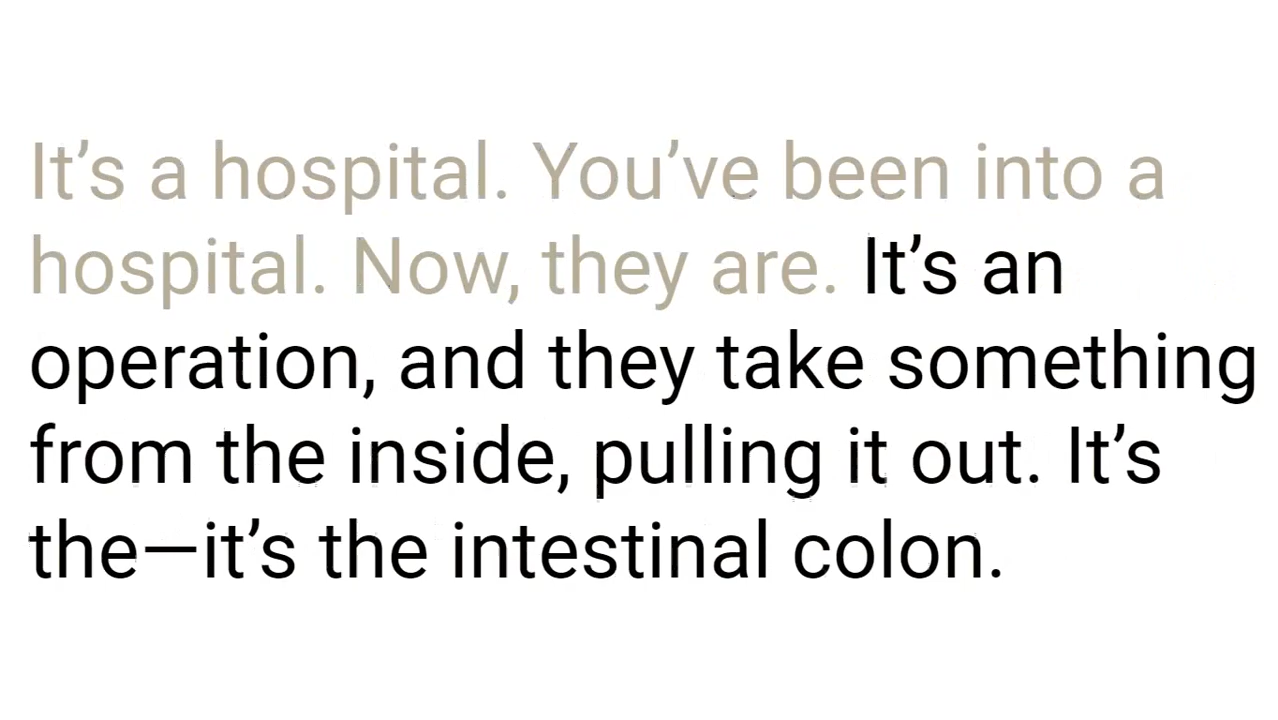 It’s a hospital. You’ve been into a
hospital. Now, they are. It’s an
operation, and they take something
from the inside, pulling it out. It’s
the—it’s the intestinal colon.